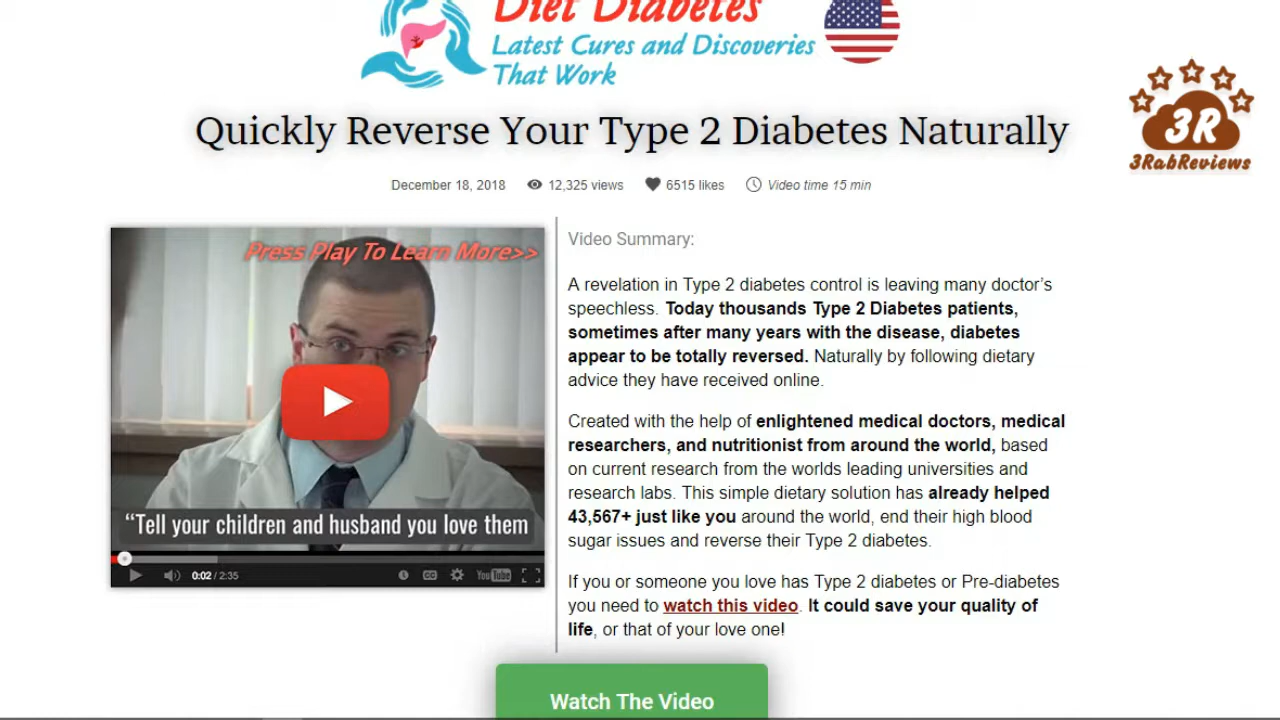 Diet Diabetes
Latest Cures and Discoveries
That Work
3R
3RabReviews
Quickly Reverse Your Type 2 Diabetes Naturally
December 18, 2018 12,325 views 6515 likes Video time 15 min
Press Play To Learn More>>
“Tell your children and husband you love them
0:02 / 2:35 CC YouTube
Video Summary:
A revelation in Type 2 diabetes control is leaving many doctor’s
speechless. Today thousands Type 2 Diabetes patients,
sometimes after many years with the disease, diabetes
appear to be totally reversed. Naturally by following dietary
advice they have received online.
Created with the help of enlightened medical doctors, medical
researchers, and nutritionist from around the world, based
on current research from the worlds leading universities and
research labs. This simple dietary solution has already helped
43,567+ just like you around the world, end their high blood
sugar issues and reverse their Type 2 diabetes.
If you or someone you love has Type 2 diabetes or Pre-diabetes
you need to watch this video. It could save your quality of
life, or that of your love one!
Watch The Video